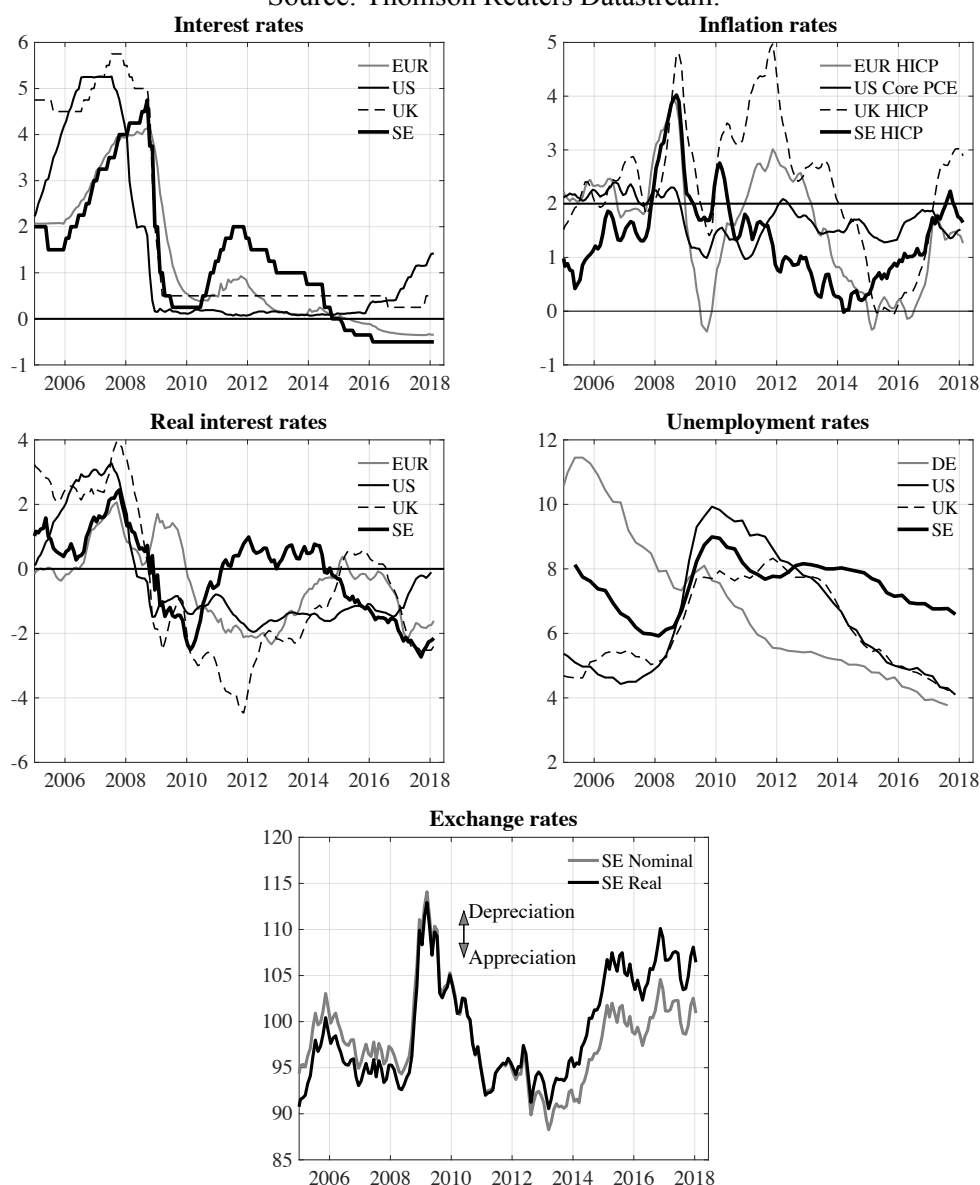 Source: Thomson Reuters Datastream.
Interest rates
6
5
4
3
2
1
0
-1
2006 2008 2010 2012 2014 2016 2018
EUR
US
UK
SE
Inflation rates
5
4
3
2
1
0
-1
2006 2008 2010 2012 2014 2016 2018
EUR HICP
US Core PCE
UK HICP
SE HICP
Real interest rates
4
2
0
-2
-4
-6
2006 2008 2010 2012 2014 2016 2018
EUR
US
UK
SE
Unemployment rates
12
10
8
6
4
2
2006 2008 2010 2012 2014 2016 2018
DE
US
UK
SE
Exchange rates
120
115
110
105
100
95
90
85
2006 2008 2010 2012 2014 2016 2018
SE Nominal
SE Real
Depreciation
Appreciation